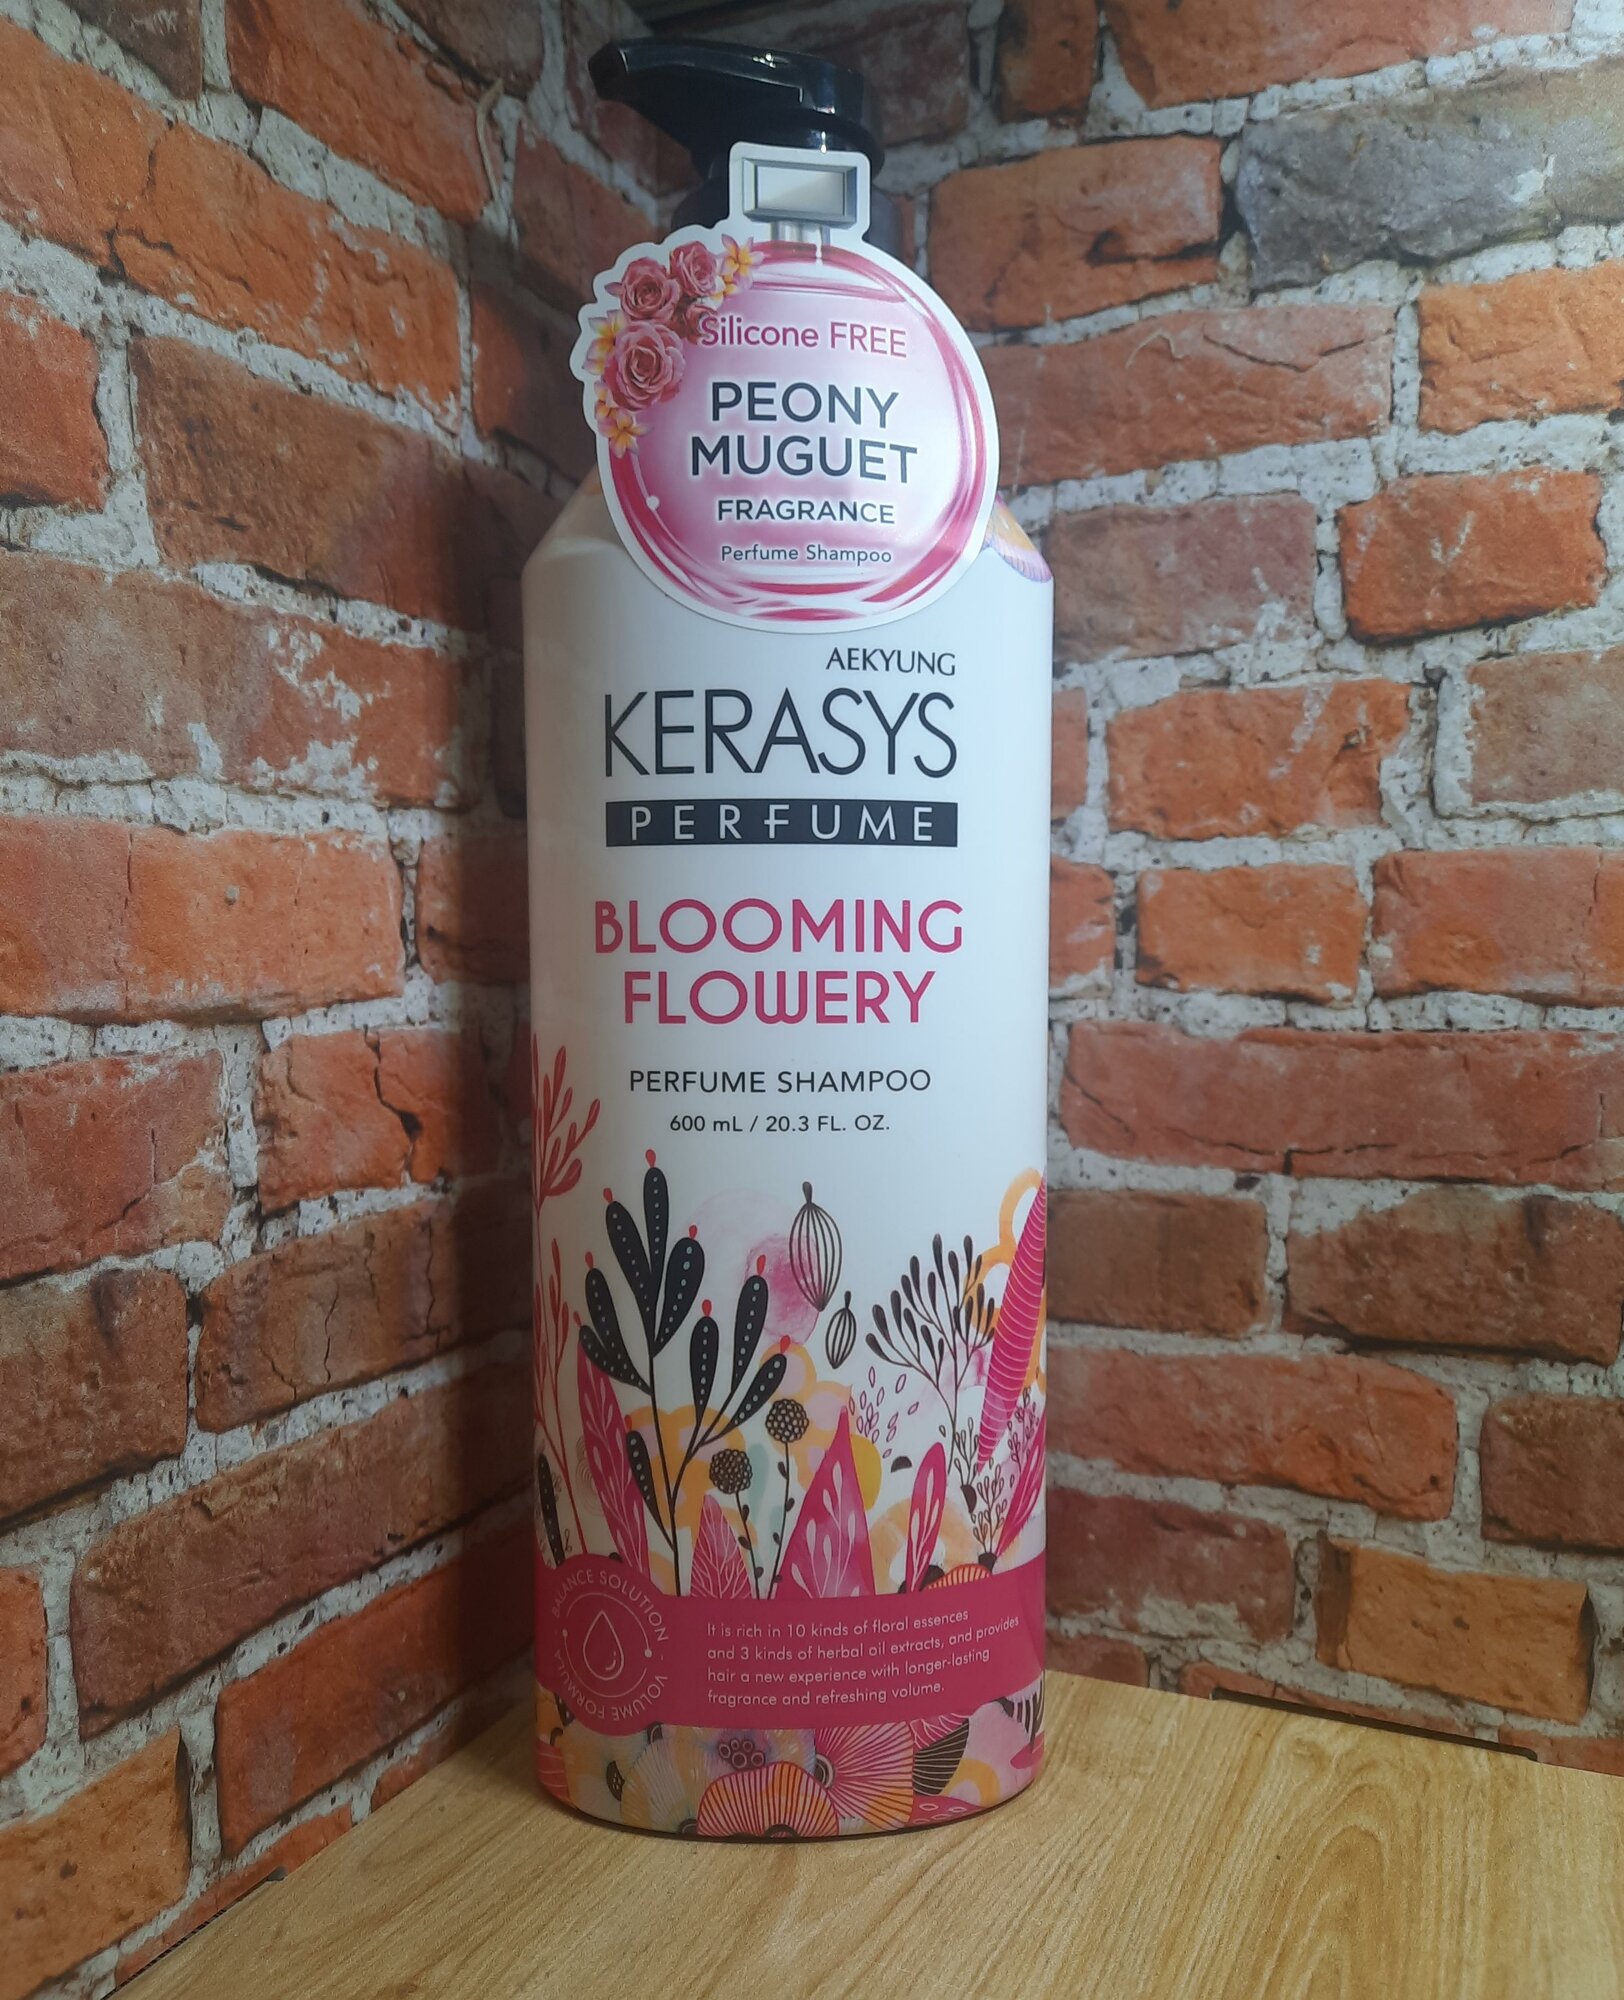 Silicone FREE
PEONY
MUGUET
FRAGRANCE
Perfume Shampoo
AEKYUNG
KERASYS
PERFUME
BLOOMING
FLOWERY
PERFUME SHAMPOO
600 mL / 20.3 FL. OZ.
BALANCE SOLUTION
VOLUME FORMULA
It is rich in 10 kinds of floral essences
and 3 kinds of herbal oil extracts, and provides
hair a new experience with longer-lasting
fragrance and refreshing volume.